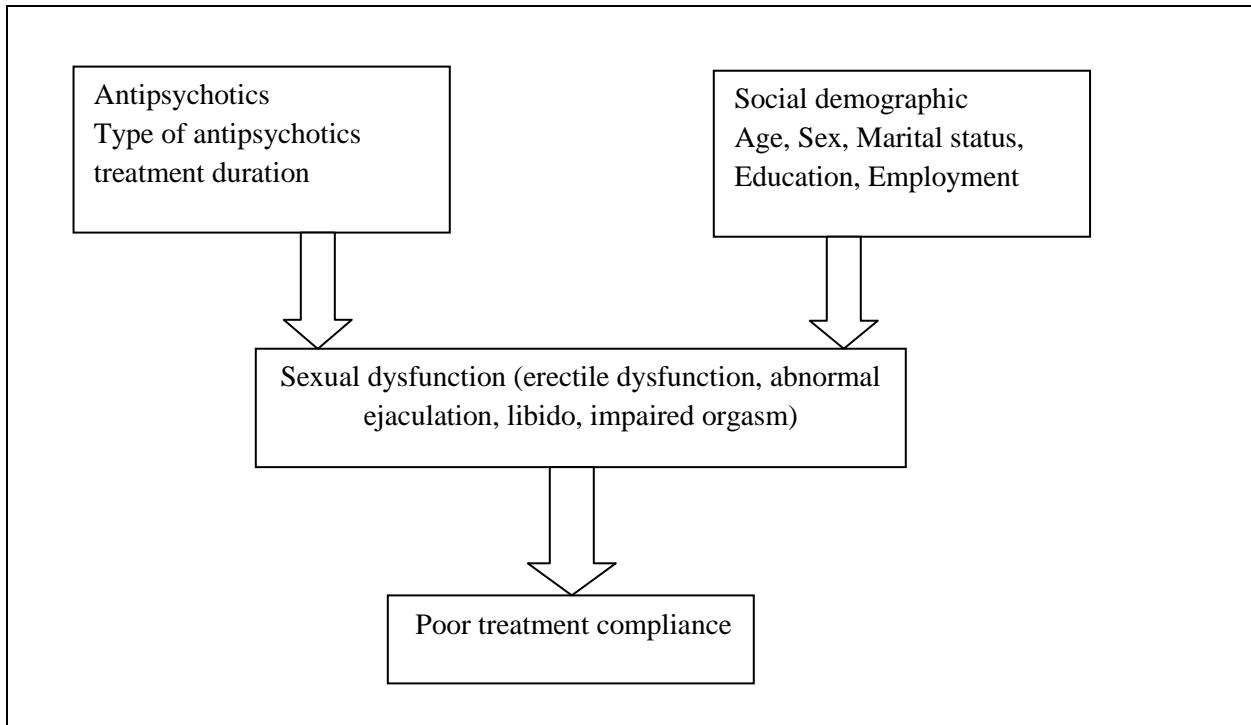 Antipsychotics
Type of antipsychotics
treatment duration
Social demographic
Age, Sex, Marital status,
Education, Employment
Sexual dysfunction (erectile dysfunction, abnormal
ejaculation, libido, impaired orgasm)
Poor treatment compliance